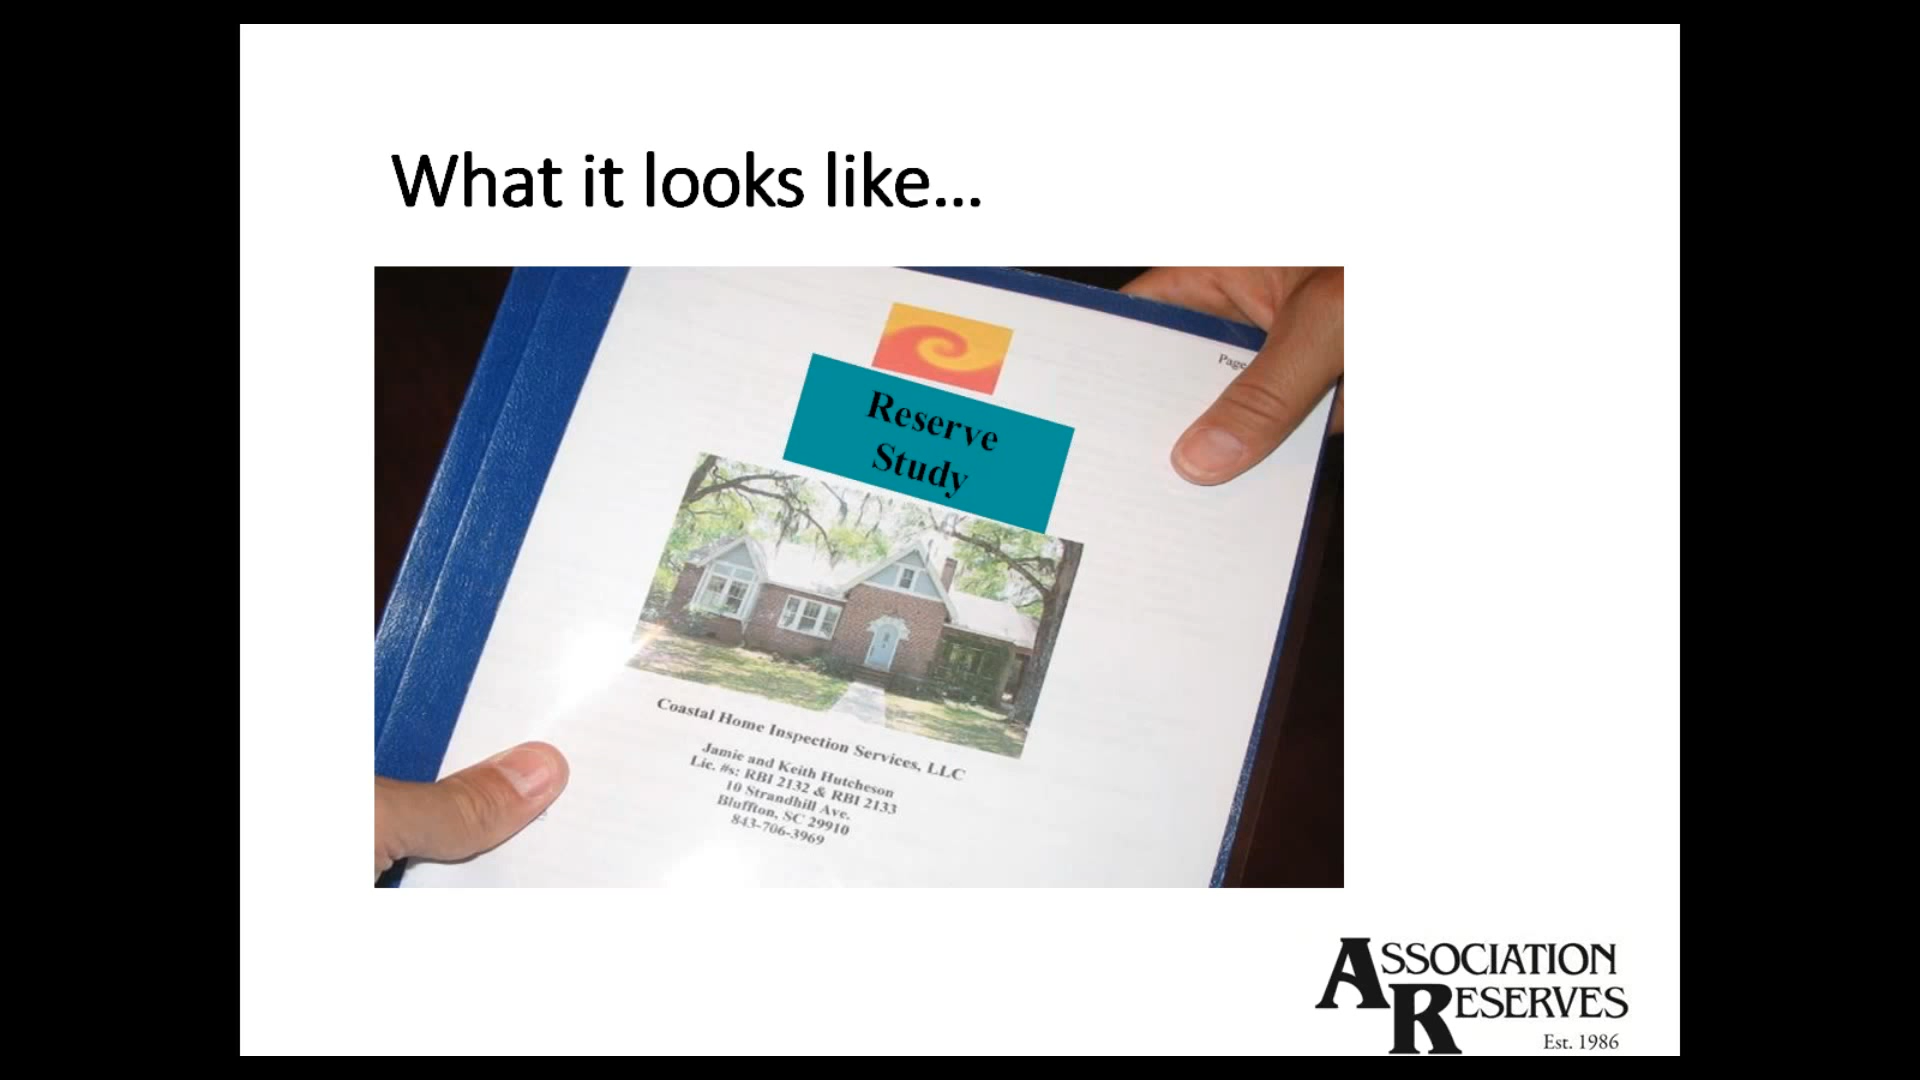 What it looks like...
Page
Reserve
Study
Coastal Home Inspection Services, LLC
Jamie and Keith Hutcheson
Lic. #s: RBI 2132 & RBI 2133
10 Strandhill Ave.
Bluffton, SC 29910
843-706-3969
ASSOCIATION
RESERVES
Est. 1986